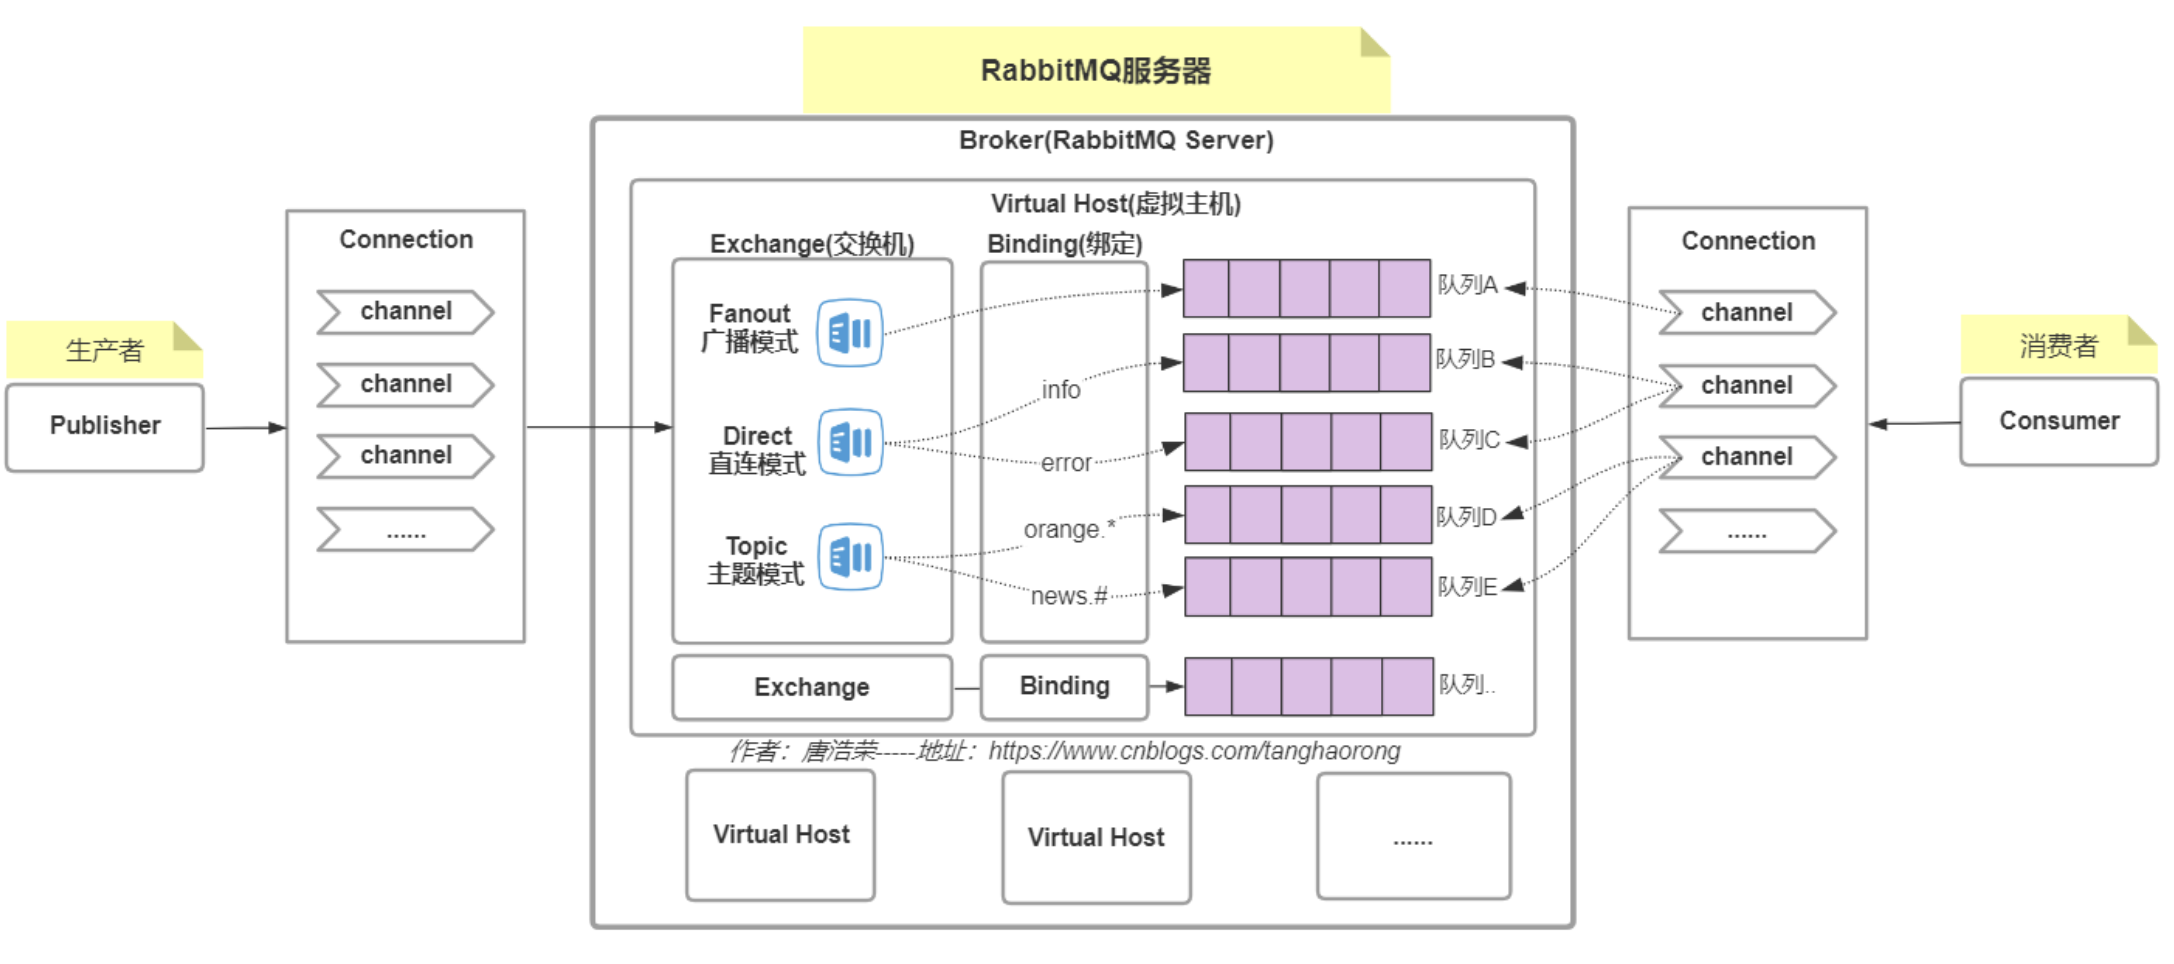 RabbitMQ服务器
Broker(RabbitMQ Server)
Virtual Host(虚拟主机)
Exchange(交换机)
Binding(绑定)
生产者
Publisher
Connection
channel
channel
channel
......
Fanout
广播模式
Direct
直连模式
Topic
主题模式
info
error
orange.*
news.#
队列A
队列B
队列C
队列D
队列E
Exchange
Binding
队列..
Connection
channel
channel
channel
......
消费者
Consumer
作者：唐浩荣-----地址：https://www.cnblogs.com/tanghaorong
Virtual Host
Virtual Host
......